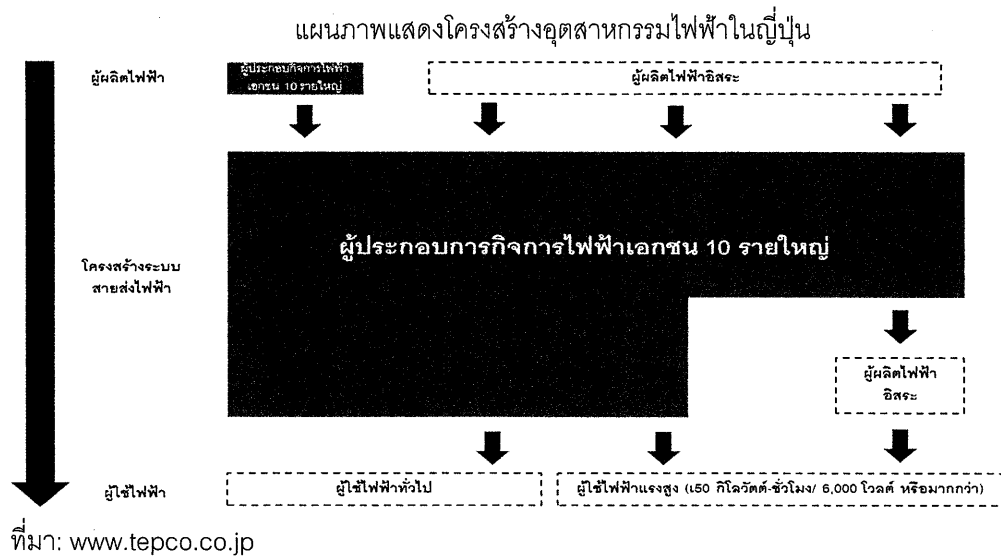 แผนภาพแสดงโครงสร้างอุตสาหกรรมไฟฟ้าในญี่ปุ่น
ผู้ผลิตไฟฟ้า
ผู้ประกอบกิจการไฟฟ้า
เอกชน 10 รายใหญ่
ผู้ผลิตไฟฟ้าอิสระ
ผู้ประกอบการกิจการไฟฟ้าเอกชน 10 รายใหญ่
โครงสร้างระบบ
สายส่งไฟฟ้า
ผู้ผลิตไฟฟ้า
อิสระ
ผู้ใช้ไฟฟ้า
ผู้ใช้ไฟฟ้าทั่วไป
ผู้ใช้ไฟฟ้าแรงสูง (เ50 กิโลวัตต์-ชั่วโมง/ 6,000 โวลต์ หรือมากกว่า)
ที่มา: www.tepco.co.jp